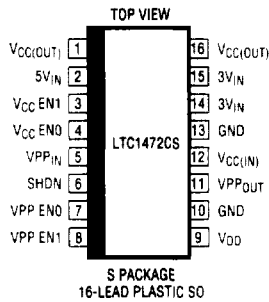 TOP VIEW
VCC(OUT) 1 16 VCC(OUT)
5VIN 2 15 3VIN
VCC EN1 3 14 3VIN
VCC EN0 4 13 GND
LTC1472CS
VPPIN 5 12 VCC(IN)
SHDN 6 11 VPPOUT
VPP EN0 7 10 GND
VPP EN1 8 9 VDD
S PACKAGE
16-LEAD PLASTIC SO